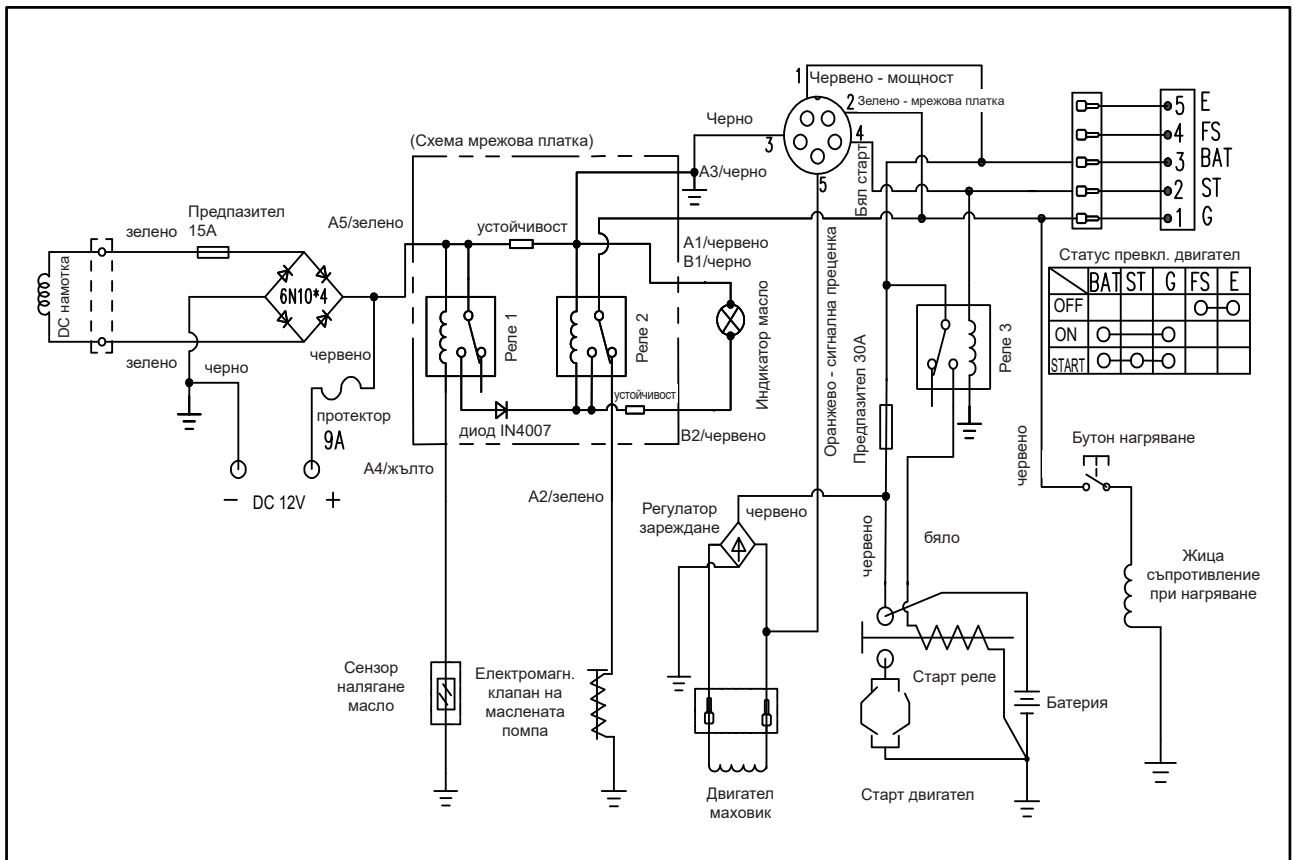 1 Червено - мощност
2 Зелено - мрежова платка
Черно
3
4
5
Бял старт
5 E
4 FS
3 BAT
2 ST
1 G
(Схема мрежова платка)
A3/черно
Предпазител
15A
зелено
A5/зелено
устойчивост
A1/червено
B1/черно
DC намотка
6N10*4
Реле 1
Реле 2
Индикатор масло
Оранжево - сигнална преценка
Предпазител 30A
Реле 3
Статус превкл. двигател
BAT ST G FS E
OFF
ON
START
зелено
червено
черно
протектор
9A
− DC 12V +
диод IN4007
устойчивост
B2/червено
A4/жълто
A2/зелено
червено
Бутон нагряване
Регулатор
зареждане
червено
червено
бяло
Жица
съпротивление
при нагряване
Сензор
налягане
масло
Електромагн.
клапан на
маслената
помпа
Старт реле
Батерия
Двигател
маховик
Старт двигател